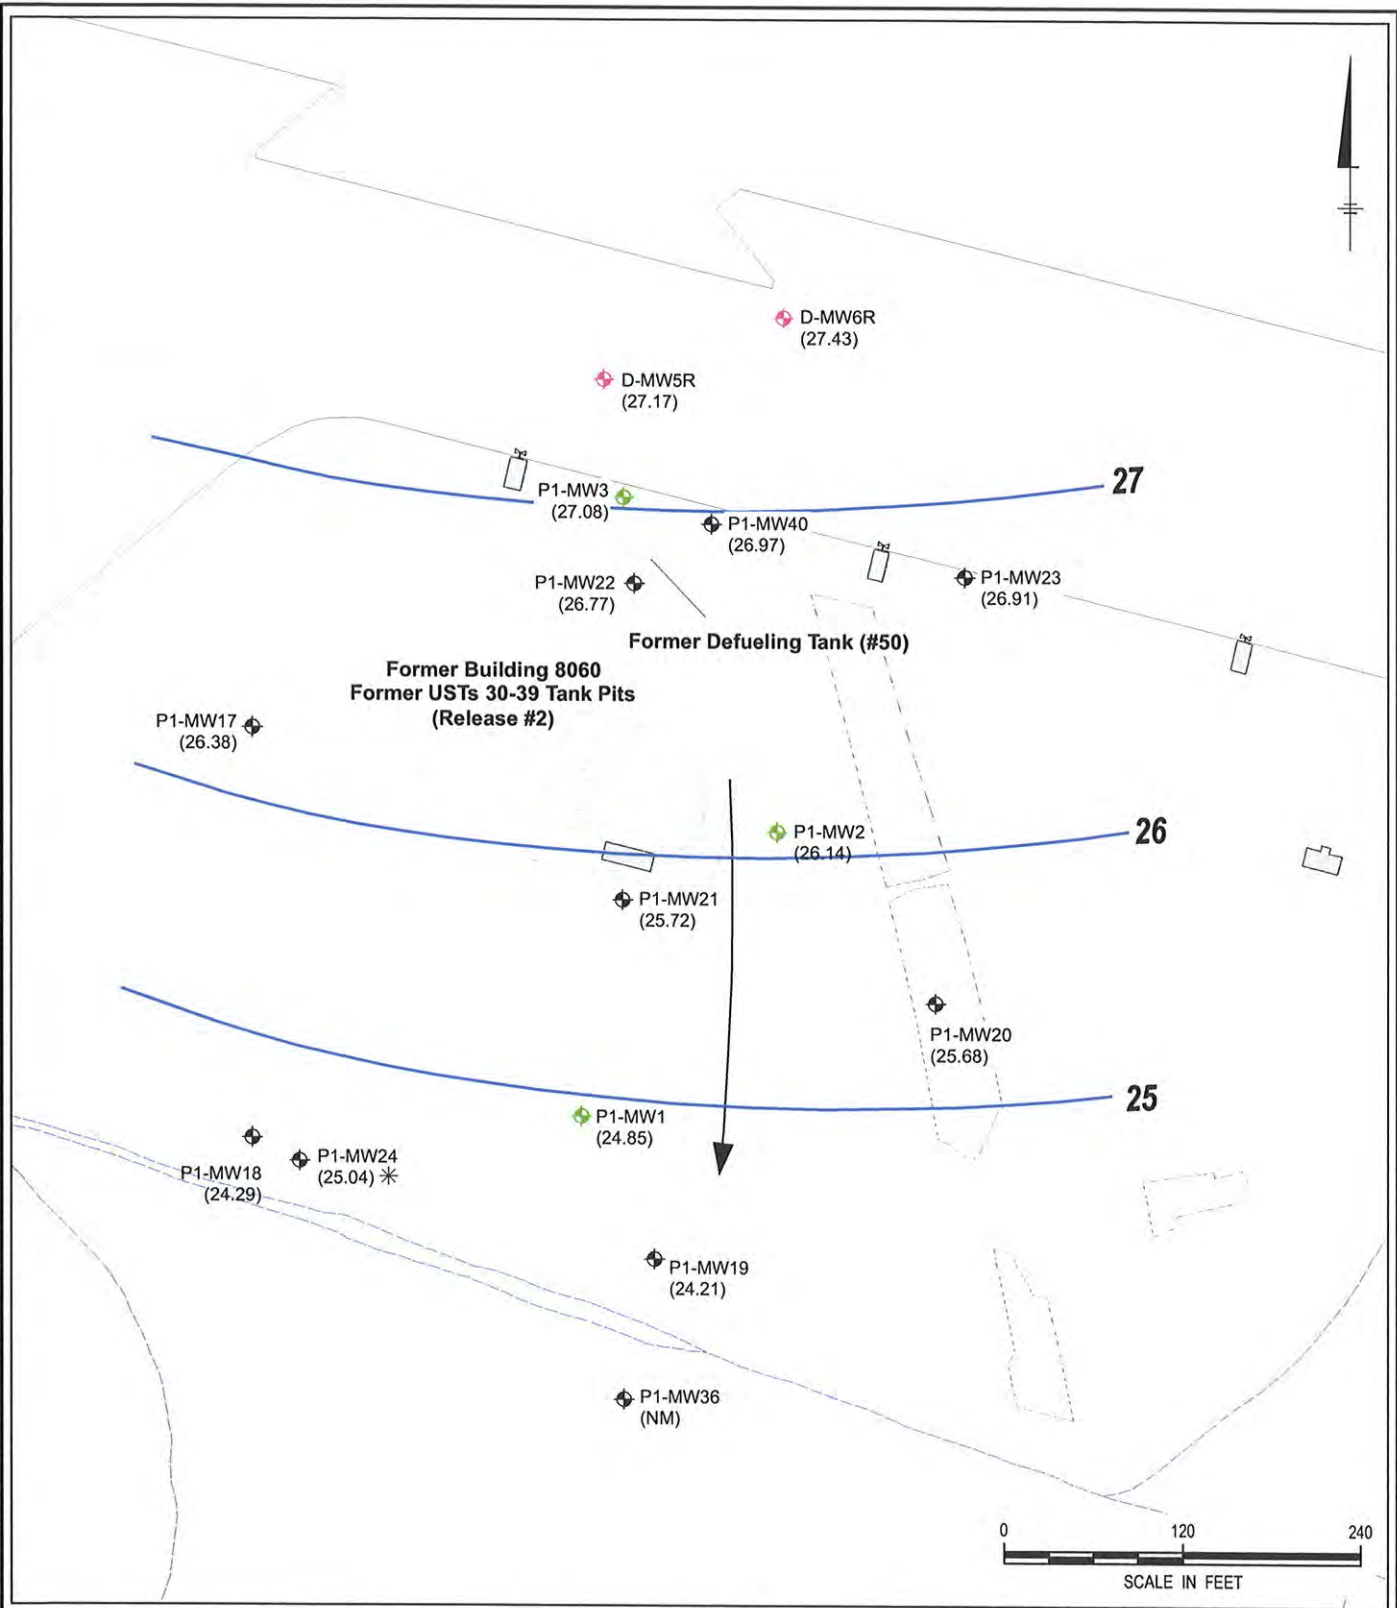 D-MW6R
(27.43)
D-MW5R
(27.17)
27
P1-MW3
(27.08)
P1-MW40
(26.97)
P1-MW22
(26.77)
P1-MW23
(26.91)
Former Defueling Tank (#50)
Former Building 8060
Former USTs 30-39 Tank Pits
(Release #2)
P1-MW17
(26.38)
P1-MW2
(26.14)
26
P1-MW21
(25.72)
P1-MW20
(25.68)
25
P1-MW1
(24.85)
P1-MW18
(24.29)
P1-MW24
(25.04) *
P1-MW19
(24.21)
P1-MW36
(NM)
0 120 240
SCALE IN FEET